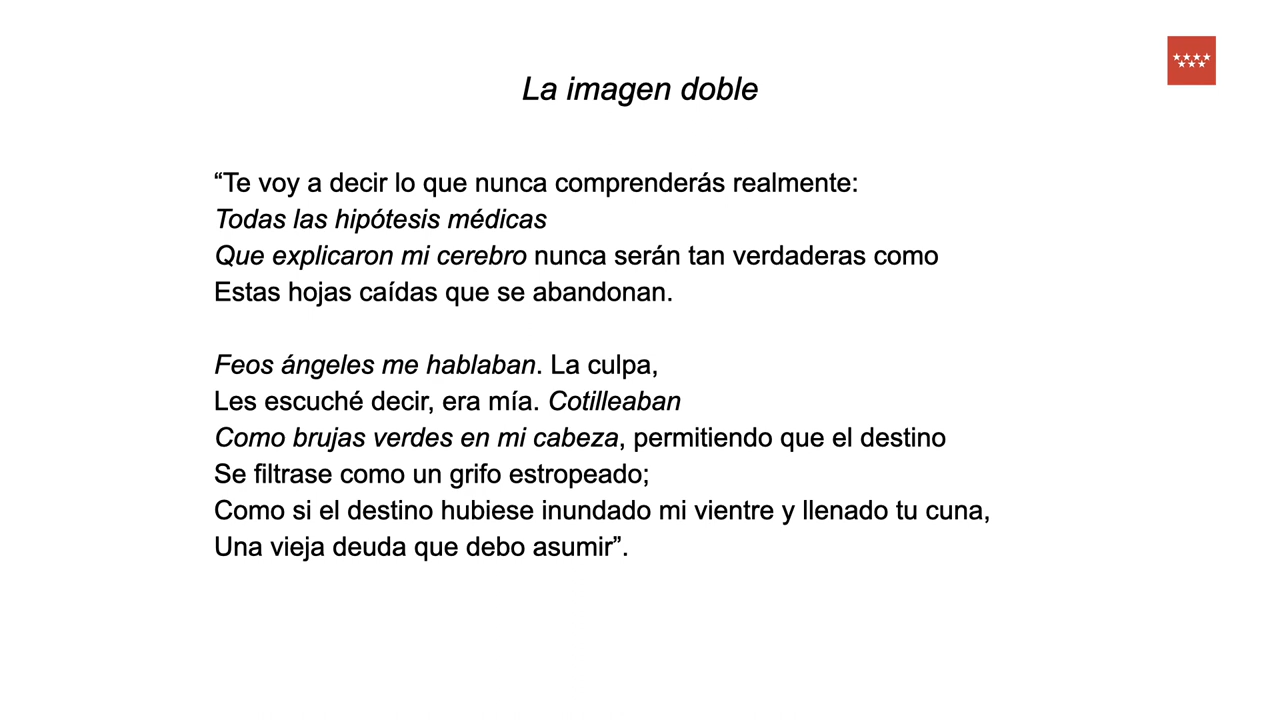 La imagen doble
“Te voy a decir lo que nunca comprenderás realmente:
Todas las hipótesis médicas
Que explicaron mi cerebro nunca serán tan verdaderas como
Estas hojas caídas que se abandonan.
Feos ángeles me hablaban. La culpa,
Les escuché decir, era mía. Cotilleaban
Como brujas verdes en mi cabeza, permitiendo que el destino
Se filtrase como un grifo estropeado;
Como si el destino hubiese inundado mi vientre y llenado tu cuna,
Una vieja deuda que debo asumir”.